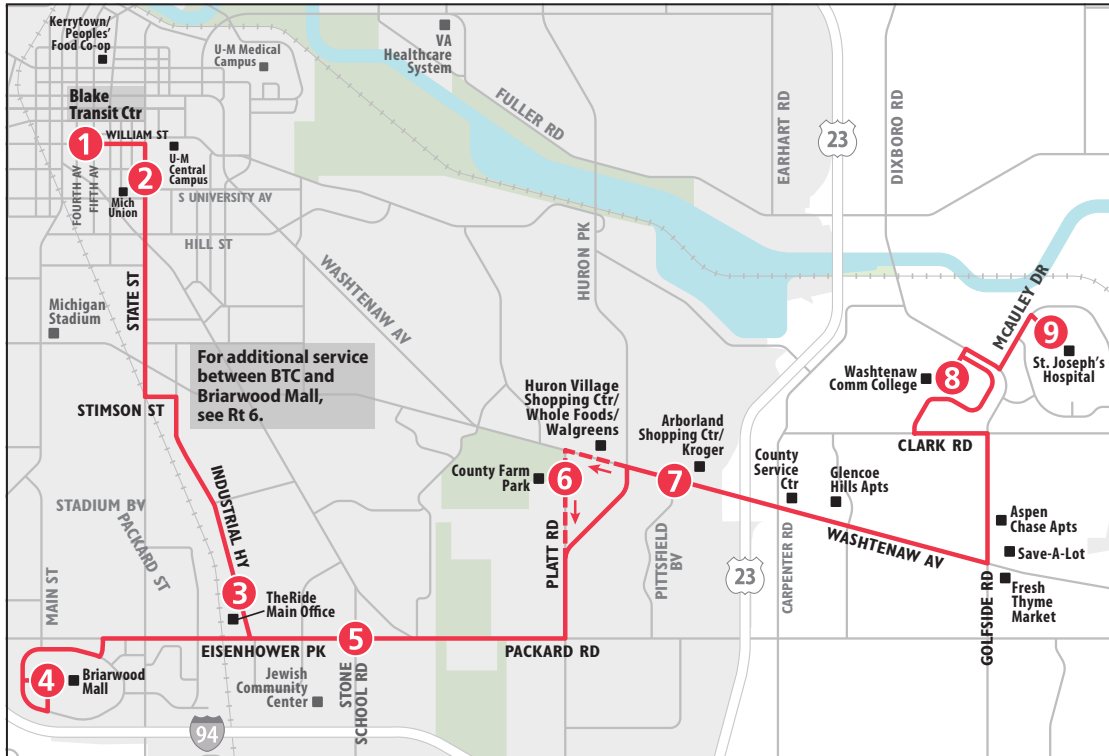 Kerrytown/
Peoples'
Food Co-op
U-M Medical
Campus
VA
Healthcare
System
FULLER RD
EARHART RD
23
DIXBORO RD
Blake
Transit Ctr
1
WILLIAM ST
2
U-M
Central
Campus
FOURTH AV
FIFTH AV
Mich
Union
S UNIVERSITY AV
HILL ST
STATE ST
WASHTENAW AV
HURON PK
MCAULEY DR
Michigan
Stadium
For additional service
between BTC and
Briarwood Mall,
see Rt 6.
9
St. Joseph's
Hospital
Washtenaw
Comm College
8
STIMSON ST
Huron Village
Shopping Ctr/
Whole Foods/
Walgreens
Arborland
Shopping Ctr/
Kroger
CLARK RD
County Farm
Park
6
7
County
Service
Ctr
Glencoe
Hills Apts
STADIUM BV
PACKARD ST
INDUSTRIAL HY
PLATT RD
PITTSFIELD
BV
WASHTENAW AV
Aspen
Chase Apts
Save-A-Lot
Fresh
Thyme
Market
MAIN ST
3
TheRide
Main Office
23
CARPENTER RD
GOLFSIDE RD
EISENHOWER PK
5
PACKARD RD
4
Briarwood
Mall
Jewish
Community
Center
STONE
SCHOOL RD
94